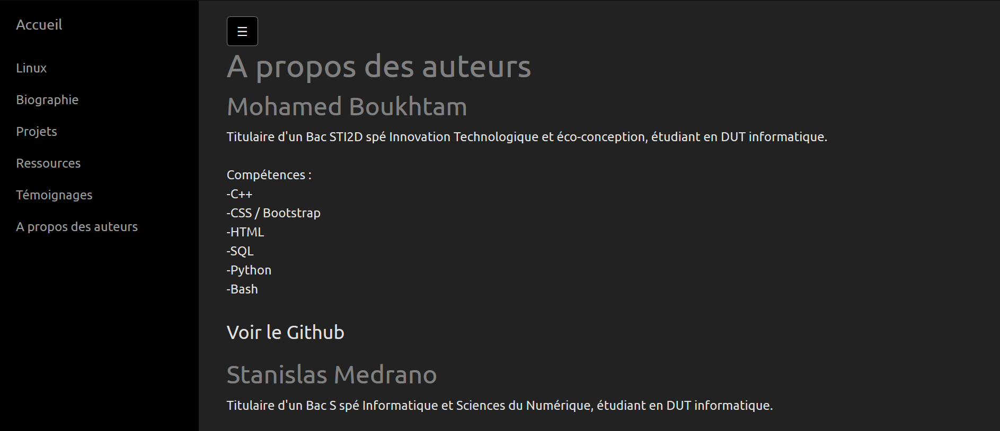 Accueil
Linux
Biographie
Projets
Ressources
Témoignages
A propos des auteurs
☰
A propos des auteurs
Mohamed Boukhtam
Titulaire d'un Bac STI2D spé Innovation Technologique et éco-conception, étudiant en DUT informatique.
Compétences :
-C++
-CSS / Bootstrap
-HTML
-SQL
-Python
-Bash
Voir le Github
Stanislas Medrano
Titulaire d'un Bac S spé Informatique et Sciences du Numérique, étudiant en DUT informatique.